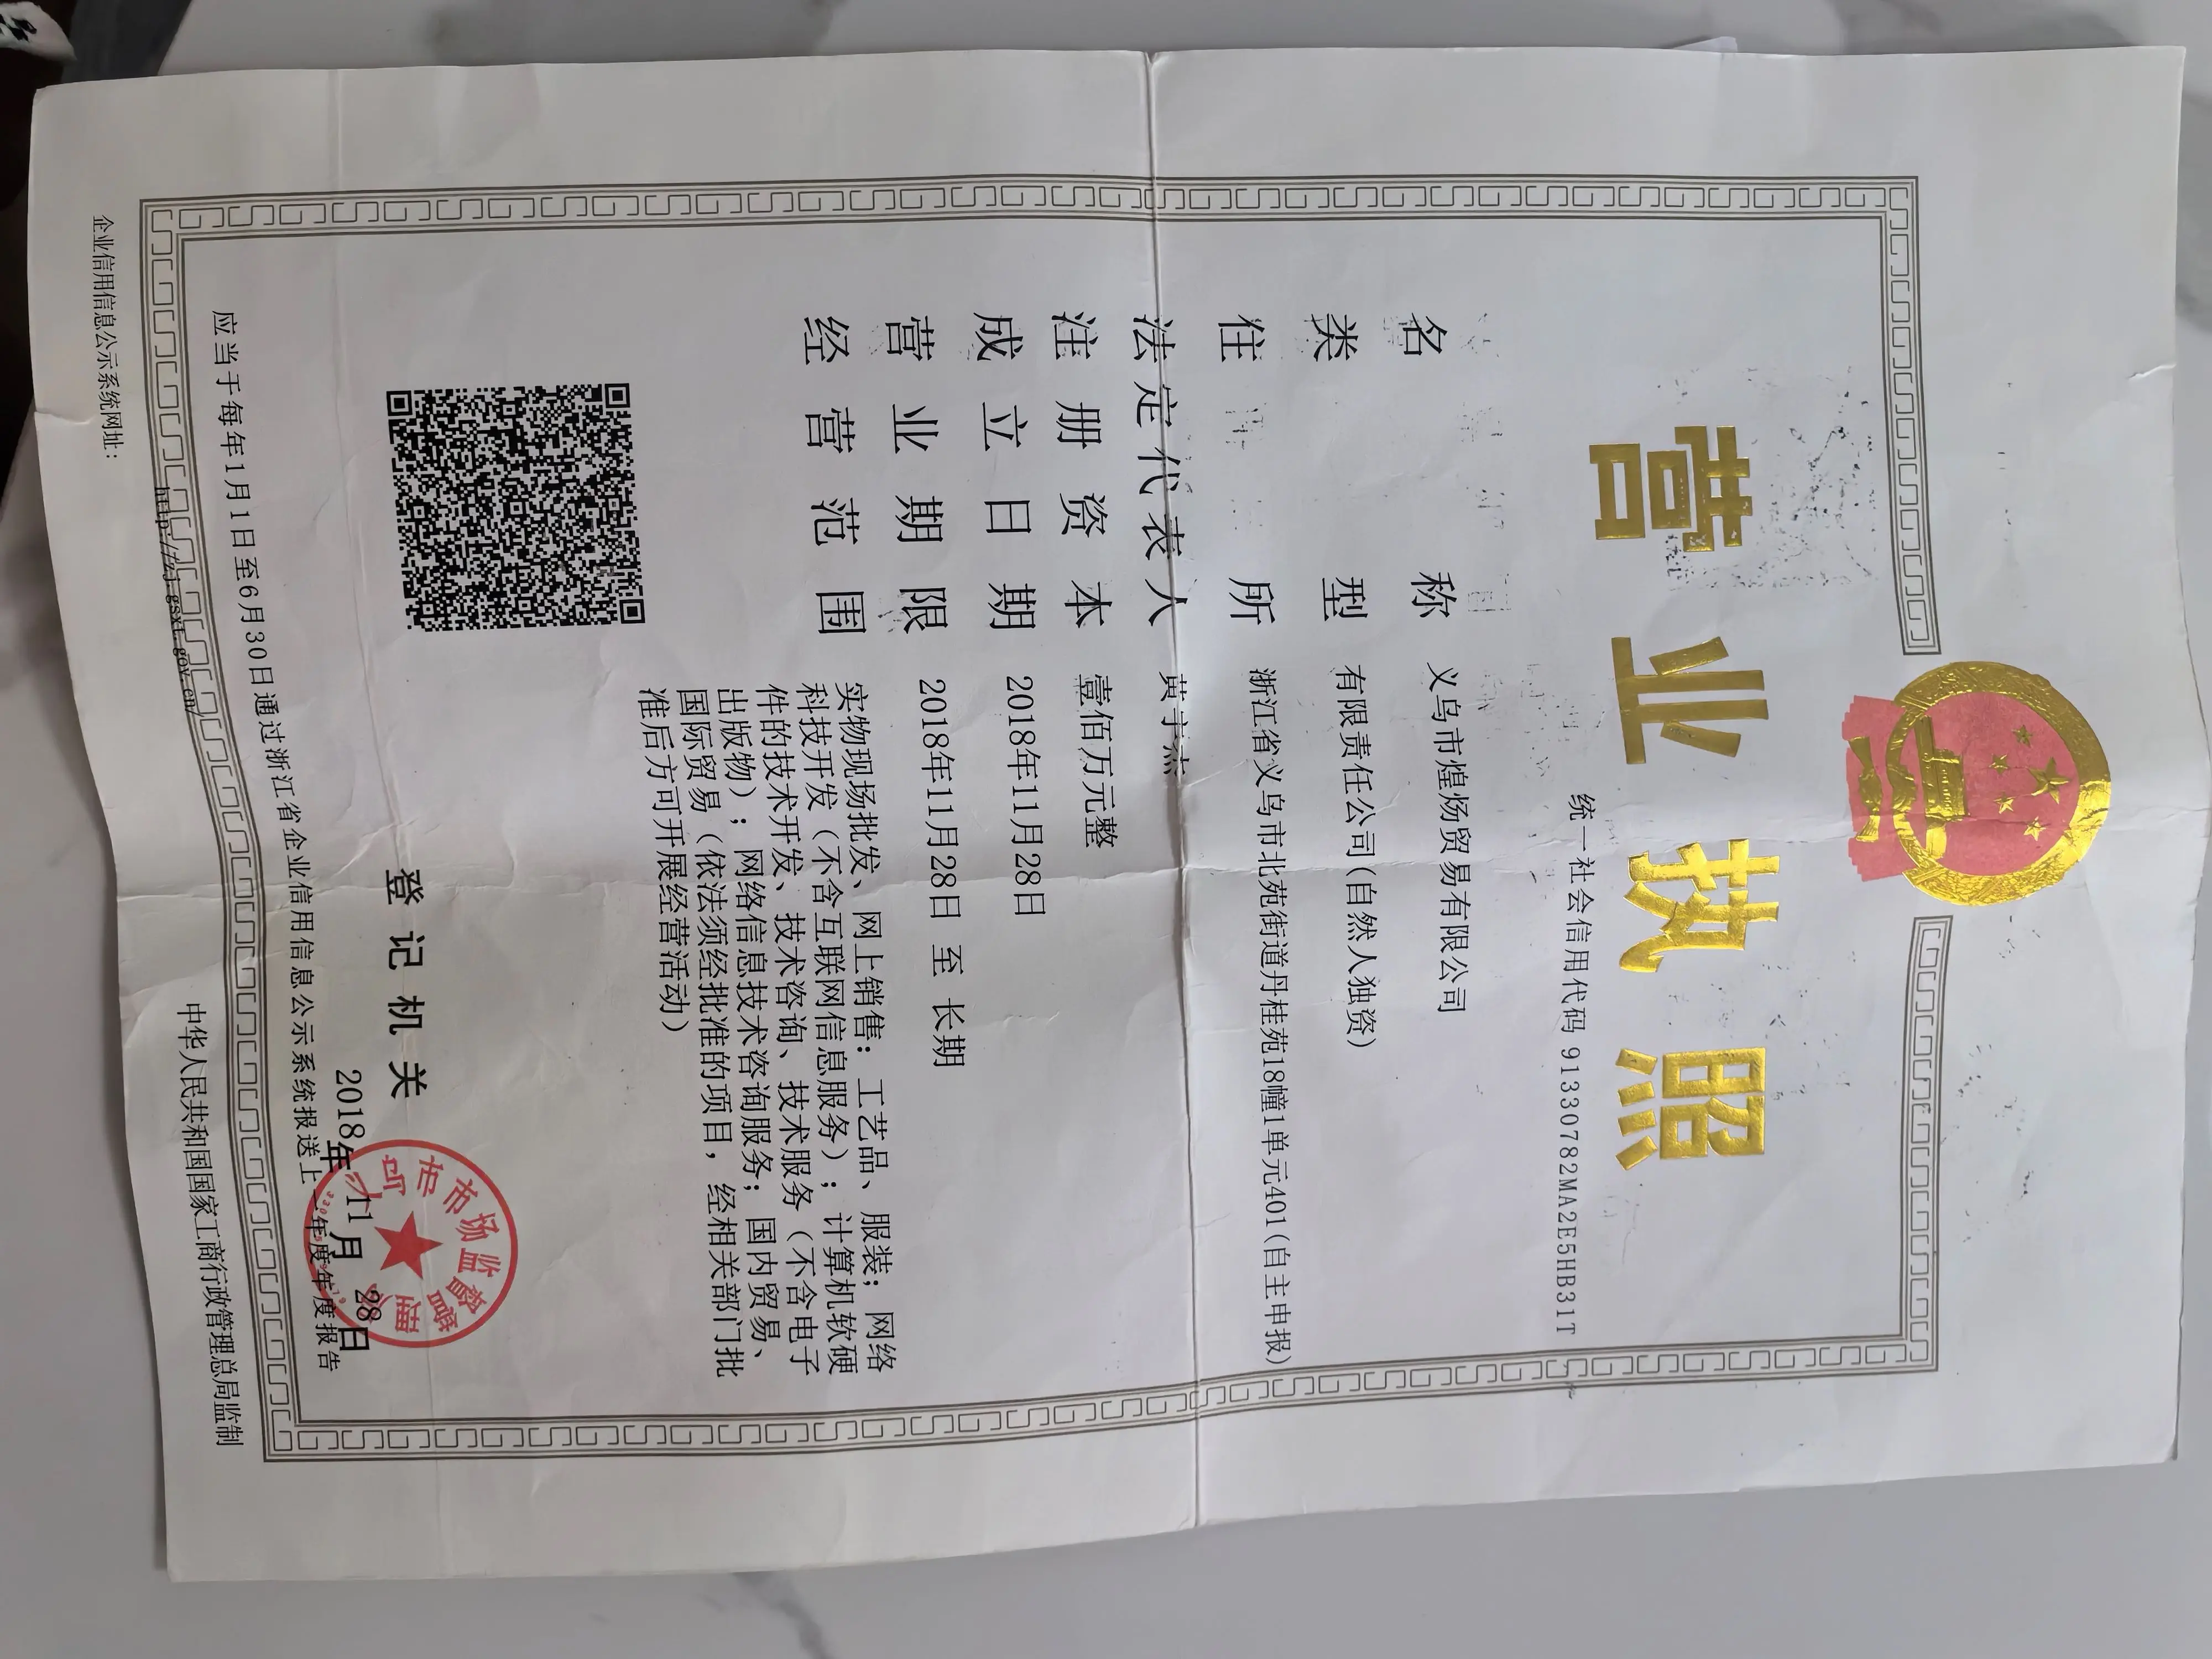 营业执照
统一社会信用代码 91330782MA2E5HB31T
名称 义乌市煌炀贸易有限公司
类型 有限责任公司(自然人独资)
住所 浙江省义乌市北苑街道丹桂苑18幢1单元401(自主申报)
法定代表人 黄
注册资本 壹佰万元整
成立日期 2018年11月28日
营业期限 2018年11月28日 至 长期
经营范围 实物现场批发、网上销售：工艺品、服装；网络
科技开发（不含互联网信息服务）；计算机软硬
件的技术开发、技术咨询、技术服务（不含电子
出版物）；网络信息技术咨询服务；国内贸易、
国际贸易（依法须经批准的项目，经相关部门批
准后方可开展经营活动）
登记机关
义乌市市场监督管理
2018年11月28日
应当于每年1月1日至6月30日通过浙江省企业信用信息公示系统报送上一年度年度报告
企业信用信息公示系统网址：
http://zj.gsxt.gov.cn/
中华人民共和国国家工商行政管理总局监制